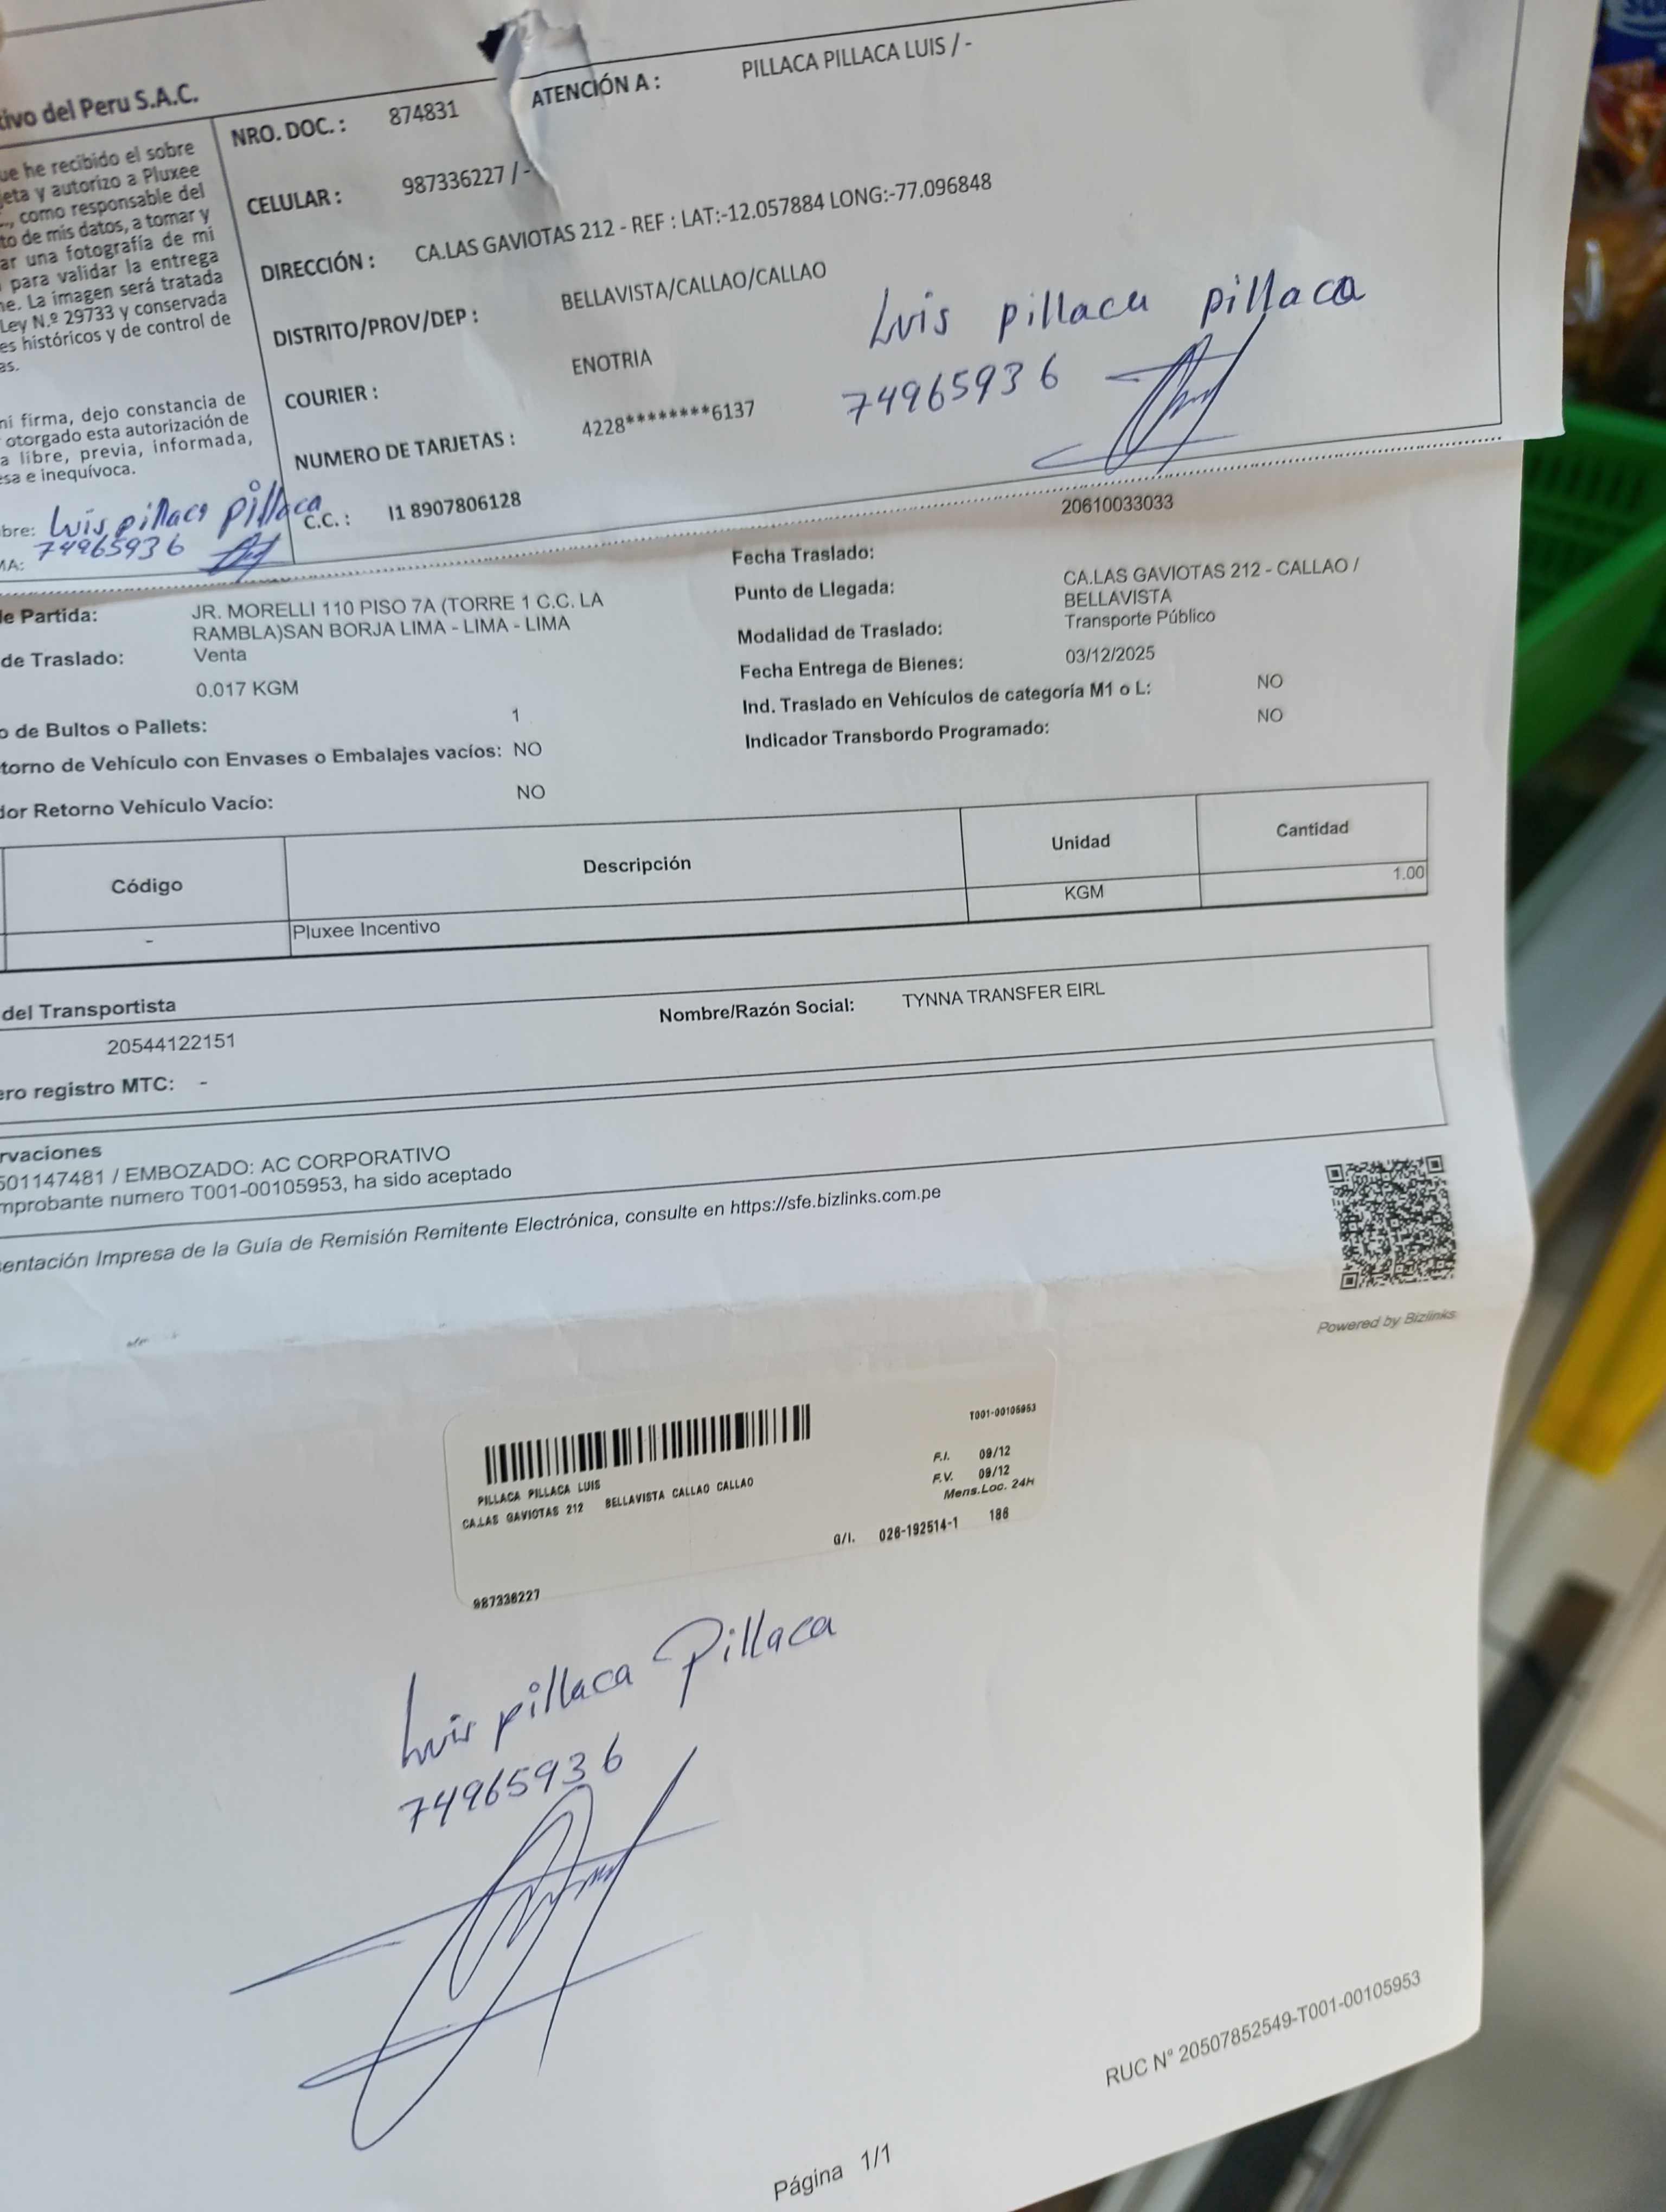 tivo del Peru S.A.C.
ue he recibido el sobre
jeta y autorizo a Pluxee
, como responsable del
to de mis datos, a tomar y
ar una fotografía de mi
para validar la entrega
ne. La imagen será tratada
Ley N.º 29733 y conservada
es históricos y de control de
as.
mi firma, dejo constancia de
otorgado esta autorización de
a libre, previa, informada,
esa e inequívoca.
bre: Luis pillaca pillaca
MA: 74965936
NRO. DOC. : 874831 ATENCIÓN A : PILLACA PILLACA LUIS / -
CELULAR : 987336227 / -
DIRECCIÓN : CA.LAS GAVIOTAS 212 - REF : LAT:-12.057884 LONG:-77.096848
DISTRITO/PROV/DEP : BELLAVISTA/CALLAO/CALLAO
COURIER : ENOTRIA
NUMERO DE TARJETAS : 4228********6137
C.C. : I1 8907806128
Luis pillaca pillaca
74965936
20610033033
de Partida: JR. MORELLI 110 PISO 7A (TORRE 1 C.C. LA
RAMBLA)SAN BORJA LIMA - LIMA - LIMA
de Traslado: Venta
0.017 KGM
o de Bultos o Pallets: 1
torno de Vehículo con Envases o Embalajes vacíos: NO
dor Retorno Vehículo Vacío: NO
Fecha Traslado:
Punto de Llegada: CA.LAS GAVIOTAS 212 - CALLAO /
BELLAVISTA
Modalidad de Traslado: Transporte Público
Fecha Entrega de Bienes: 03/12/2025
Ind. Traslado en Vehículos de categoría M1 o L: NO
Indicador Transbordo Programado: NO
Código Descripción Unidad Cantidad
- Pluxee Incentivo KGM 1.00
del Transportista
20544122151 Nombre/Razón Social: TYNNA TRANSFER EIRL
ero registro MTC: -
rvaciones
501147481 / EMBOZADO: AC CORPORATIVO
mprobante numero T001-00105953, ha sido aceptado
sentación Impresa de la Guía de Remisión Remitente Electrónica, consulte en https://sfe.bizlinks.com.pe
Powered by Bizlinks
T001-00105953
PILLACA PILLACA LUIS
CA.LAS GAVIOTAS 212 BELLAVISTA CALLAO CALLAO
F.I. 09/12
F.V. 09/12
Mens.Loc. 24H
G/I. 026-192514-1 186
987336227
Luis pillaca Pillaca
74965936
RUC N° 20507852549-T001-00105953
Página 1/1